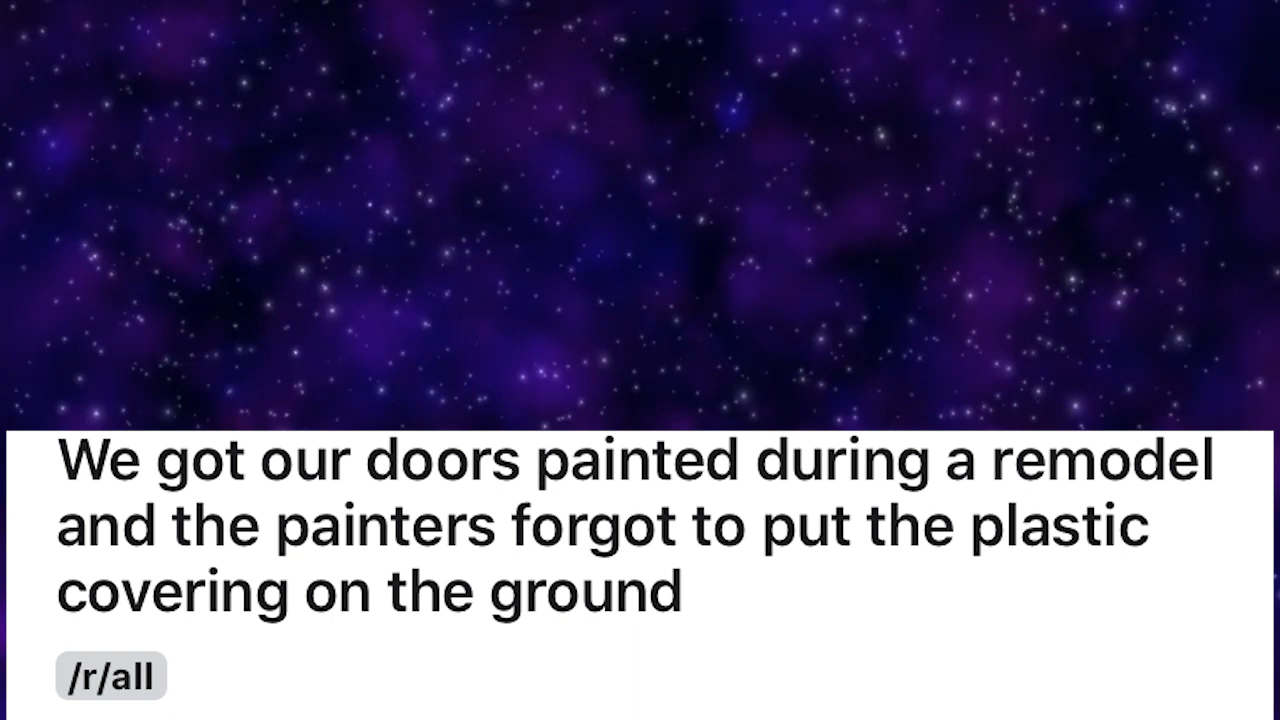 We got our doors painted during a remodel
and the painters forgot to put the plastic
covering on the ground
/r/all